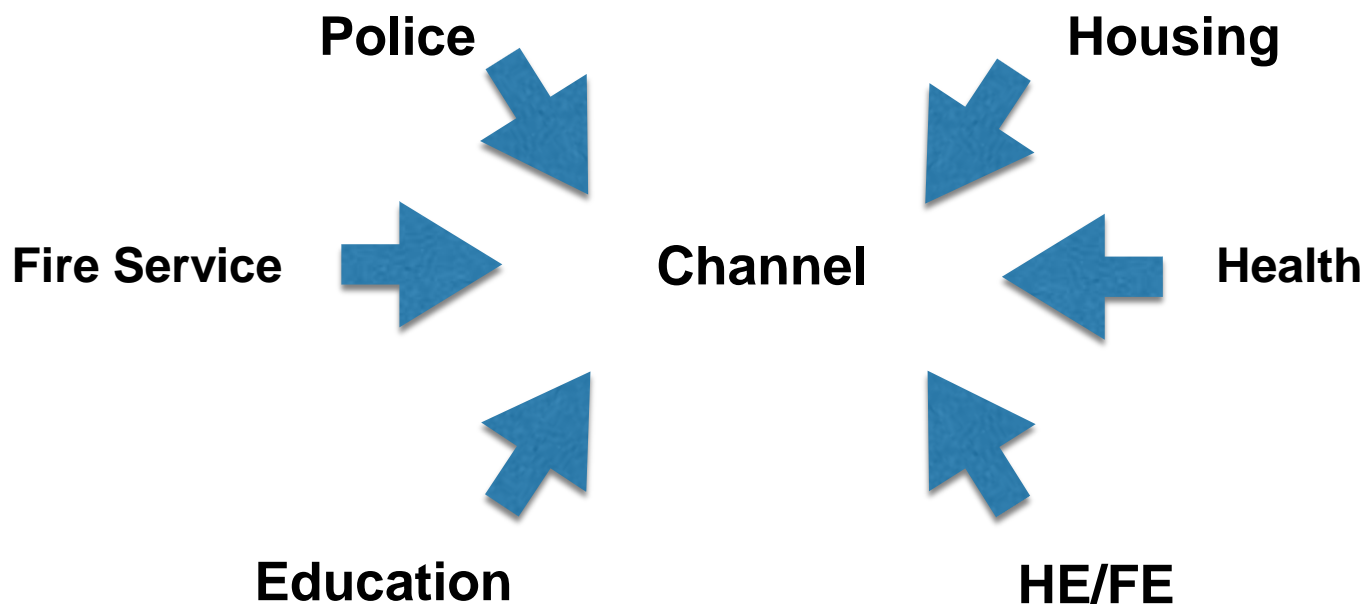 Police
Housing
Fire Service
Channel
Health
Education
HE/FE